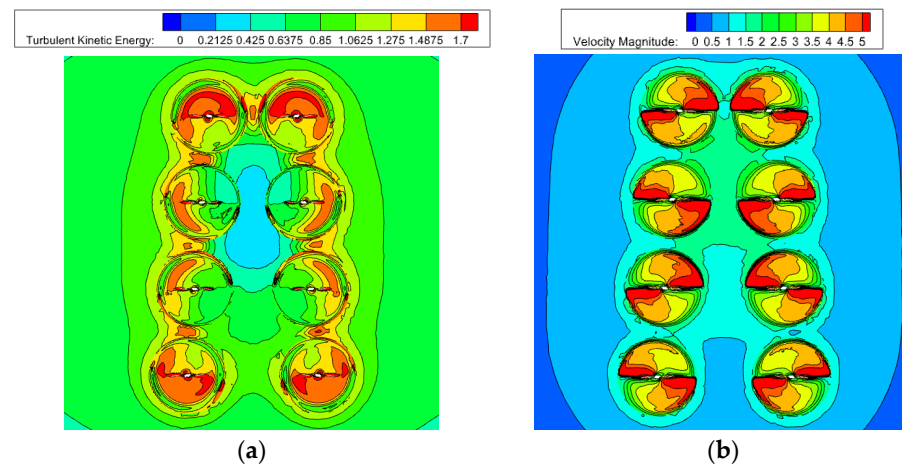 Turbulent Kinetic Energy: 0 0.2125 0.425 0.6375 0.85 1.0625 1.275 1.4875 1.7
Velocity Magnitude: 0 0.5 1 1.5 2 2.5 3 3.5 4 4.5 5
(a)
(b)